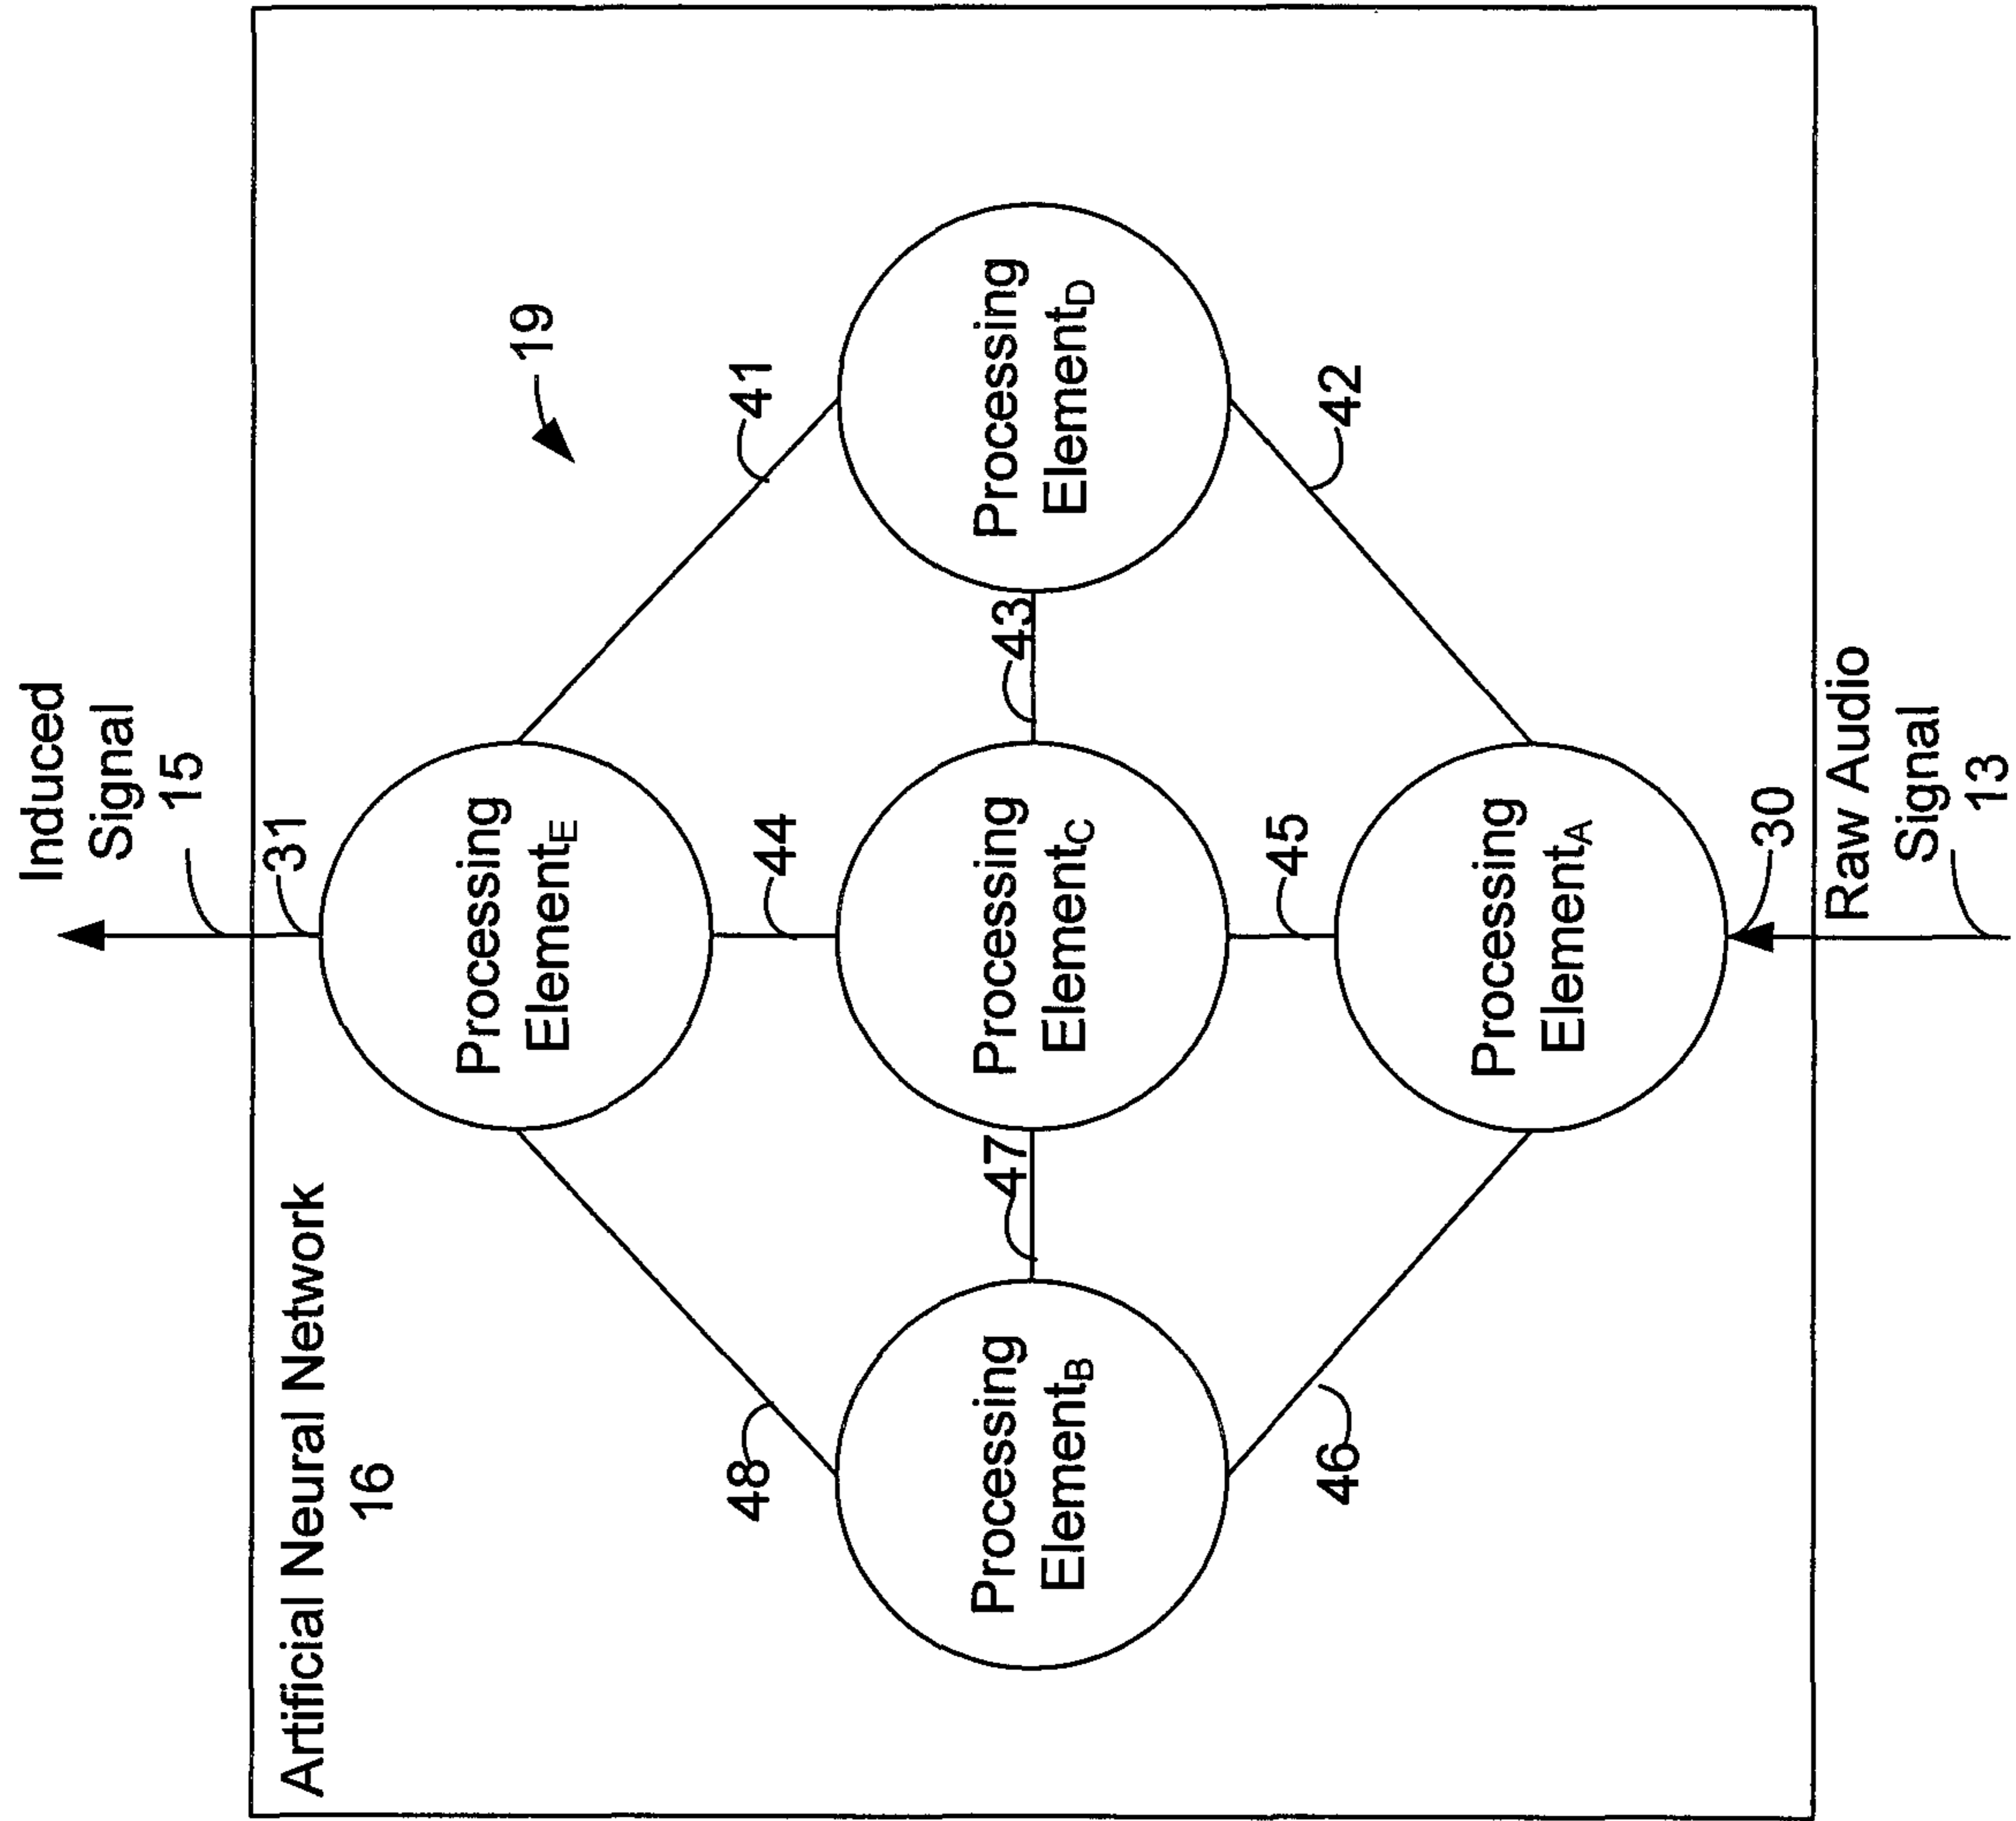 Artificial Neural Network
16
Induced
Signal
15
31
19
Processing
ElementE
48
41
44
Processing
ElementB
47
Processing
ElementC
43
Processing
ElementD
46
45
42
Processing
ElementA
30
Raw Audio
Signal
13